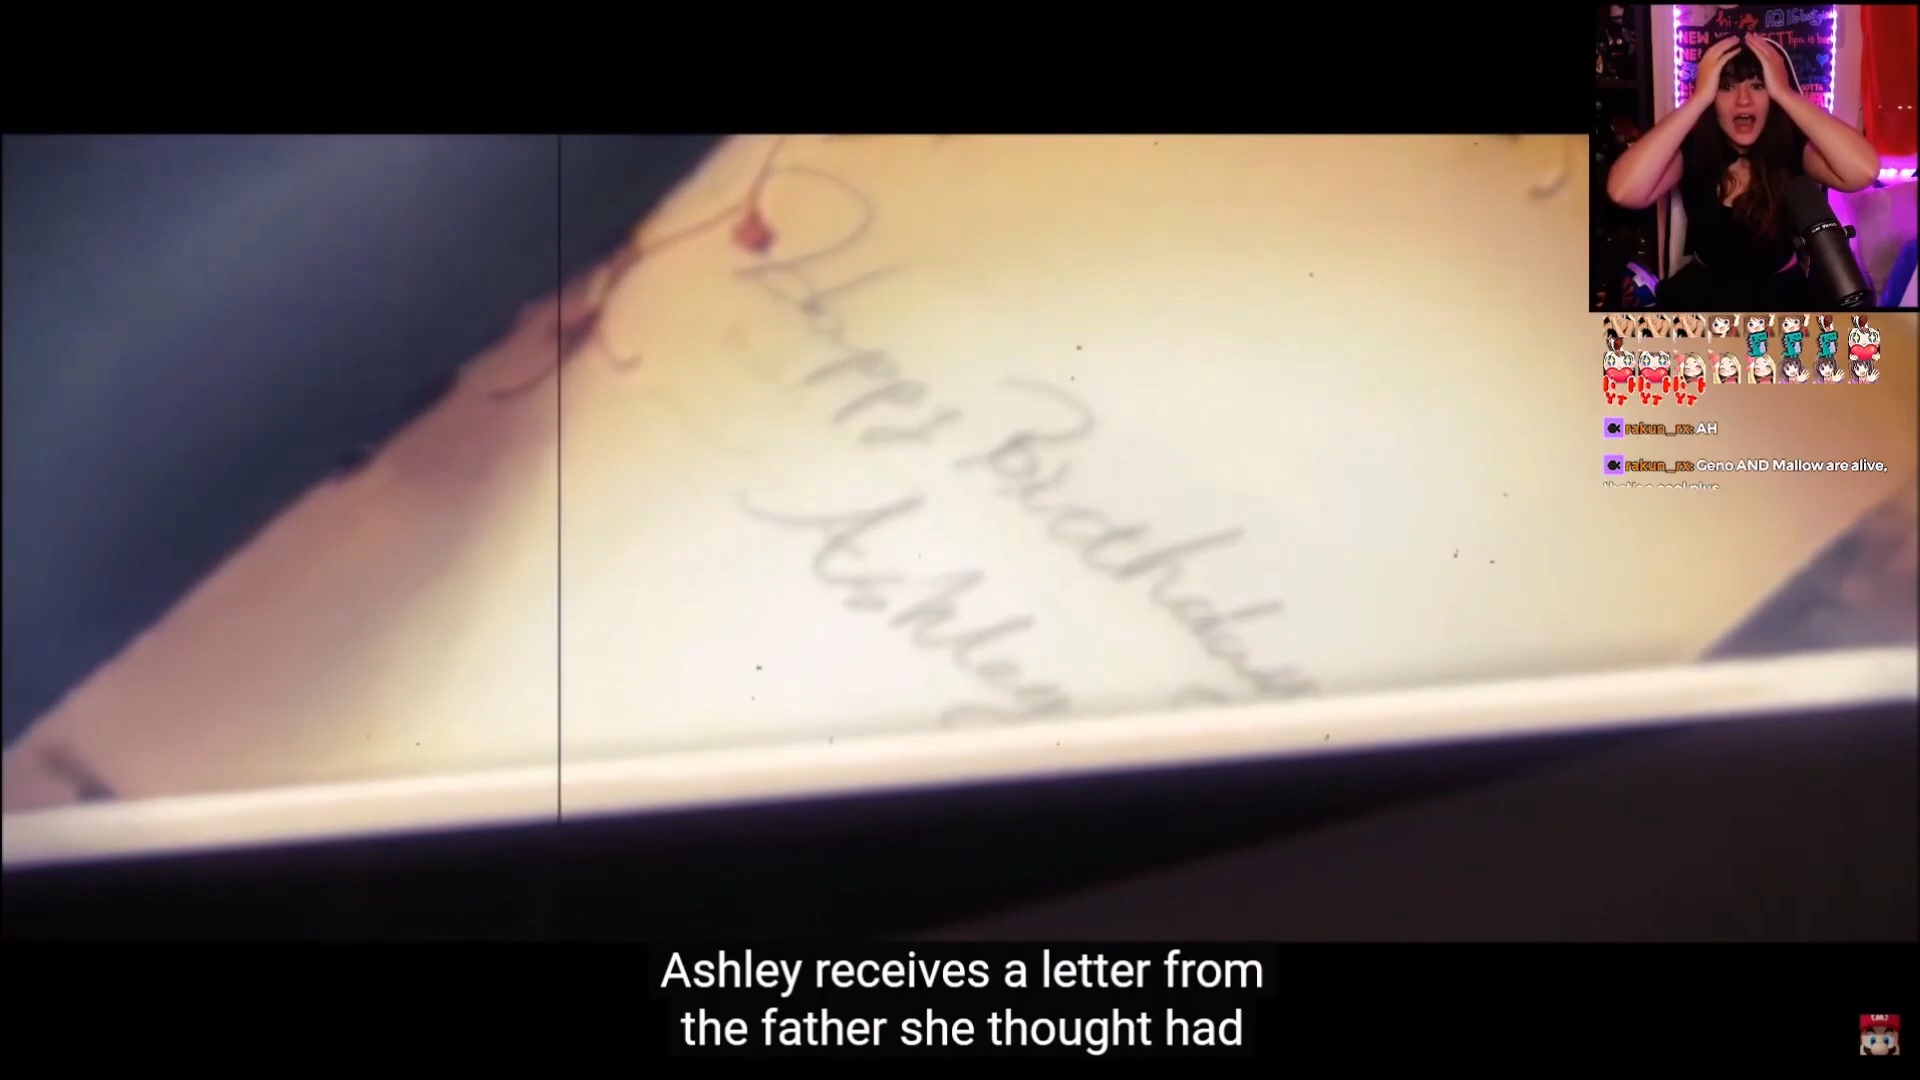 Happy Birthday
Ashley
rakun_rx: AH
rakun_rx: Geno AND Mallow are alive,
Ashley receives a letter from
the father she thought had